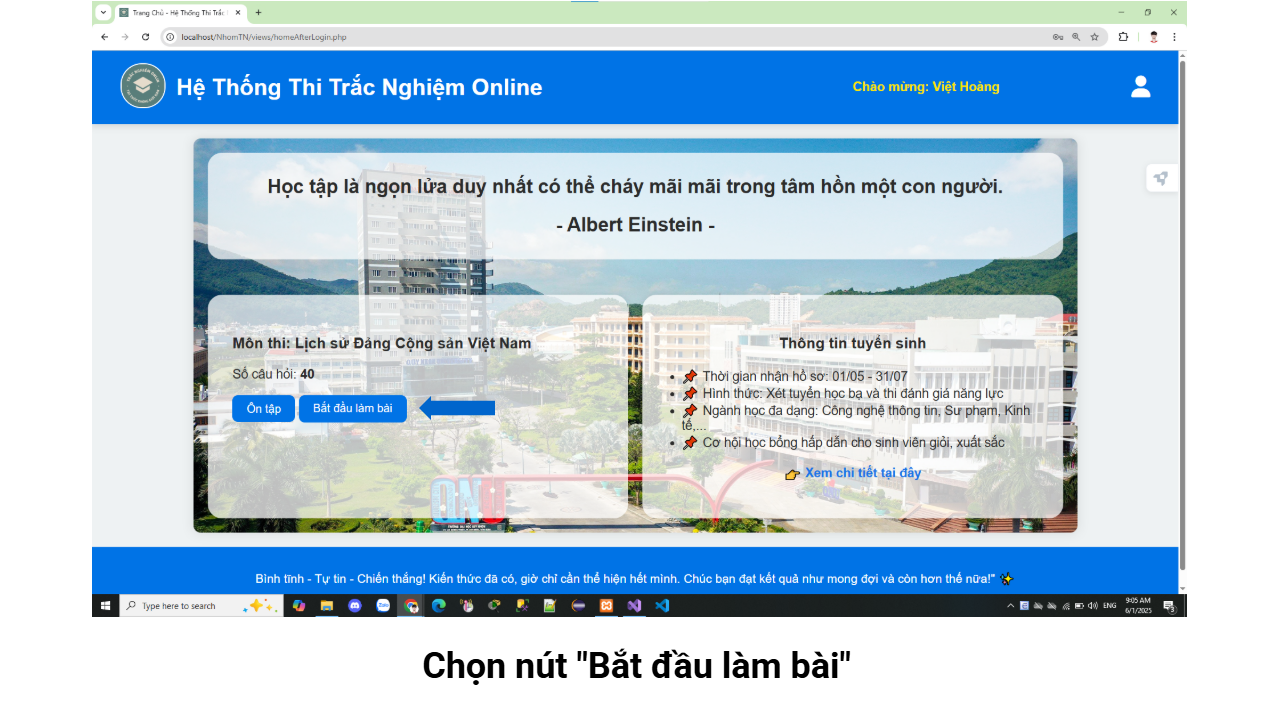 Trang Chủ - Hệ Thống Thi Trắc
localhost/NhomTN/views/homeAfterLogin.php
Hệ Thống Thi Trắc Nghiệm Online
Chào mừng: Việt Hoàng
Học tập là ngọn lửa duy nhất có thể cháy mãi mãi trong tâm hồn một con người.
- Albert Einstein -
Môn thi: Lịch sử Đảng Cộng sản Việt Nam
Số câu hỏi: 40
Ôn tập
Bắt đầu làm bài
Thông tin tuyển sinh
Thời gian nhận hồ sơ: 01/05 - 31/07
Hình thức: Xét tuyển học bạ và thi đánh giá năng lực
Ngành học đa dạng: Công nghệ thông tin, Sư phạm, Kinh
tế,...
Cơ hội học bổng hấp dẫn cho sinh viên giỏi, xuất sắc
Xem chi tiết tại đây
QNU
Bình tĩnh - Tự tin - Chiến thắng! Kiến thức đã có, giờ chỉ cần thể hiện hết mình. Chúc bạn đạt kết quả như mong đợi và còn hơn thế nữa!"
Type here to search
Zalo
ENG
9:05 AM
6/1/2025
3
Chọn nút "Bắt đầu làm bài"